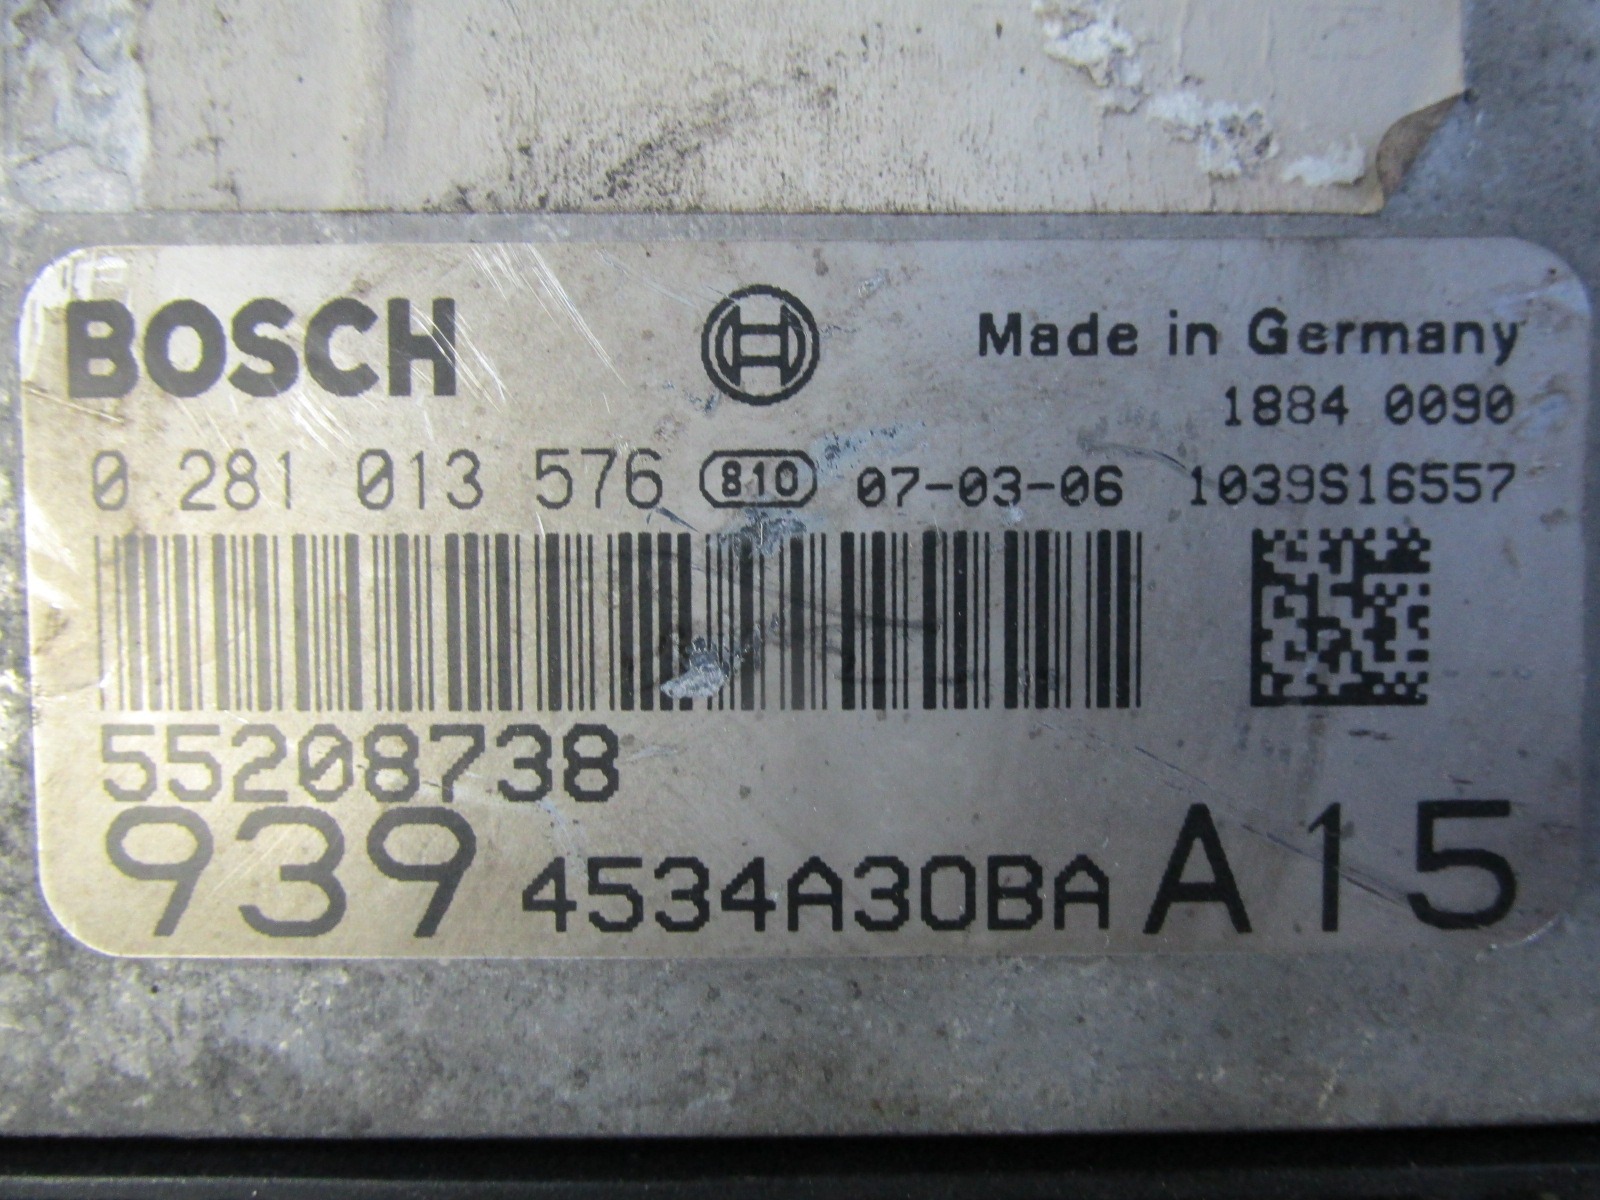 BOSCH Made in Germany
1884 0090
0 281 013 576 810 07-03-06 1039S16557
55208738
939 4534A30BA A15